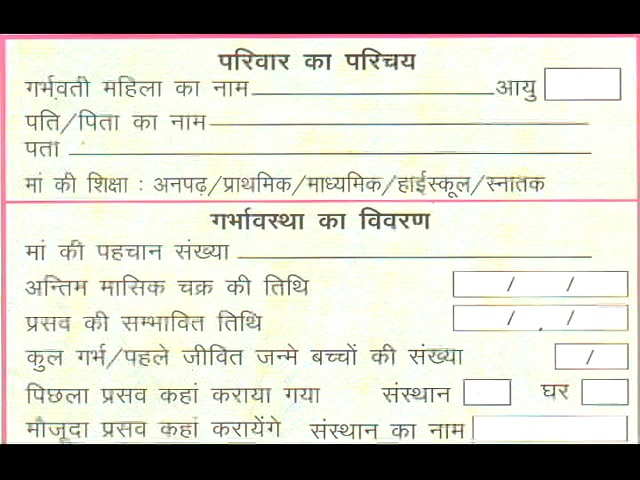 परिवार का परिचय
गर्भवती महिला का नाम आयु
पति/पिता का नाम
पता
मां की शिक्षा : अनपढ़/प्राथमिक/माध्यमिक/हाईस्कूल/स्नातक
गर्भावस्था का विवरण
मां की पहचान संख्या
अन्तिम मासिक चक्र की तिथि / /
प्रसव की सम्भावित तिथि / /
कुल गर्भ/पहले जीवित जन्मे बच्चों की संख्या /
पिछला प्रसव कहां कराया गया संस्थान घर
मौजूदा प्रसव कहां करायेंगे संस्थान का नाम